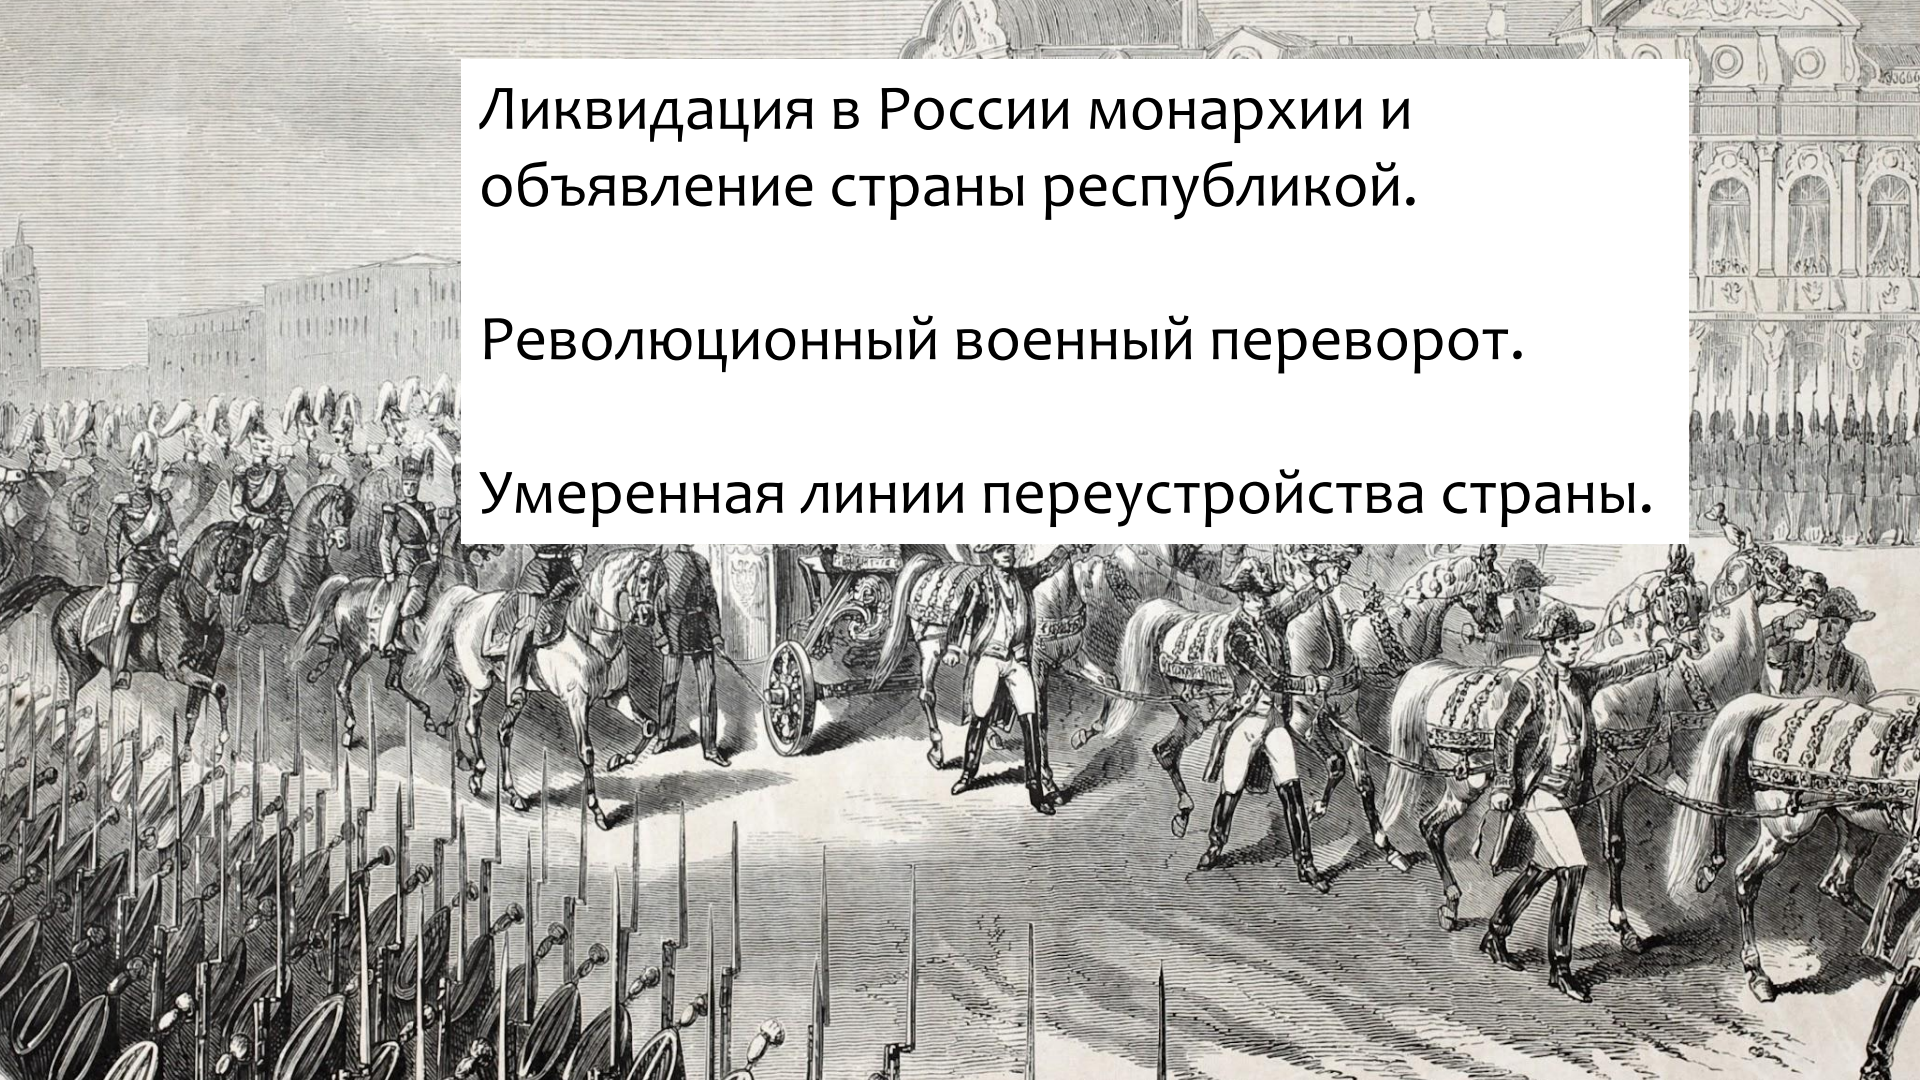 Ликвидация в России монархии и
объявление страны республикой.
Революционный военный переворот.
Умеренная линии переустройства страны.